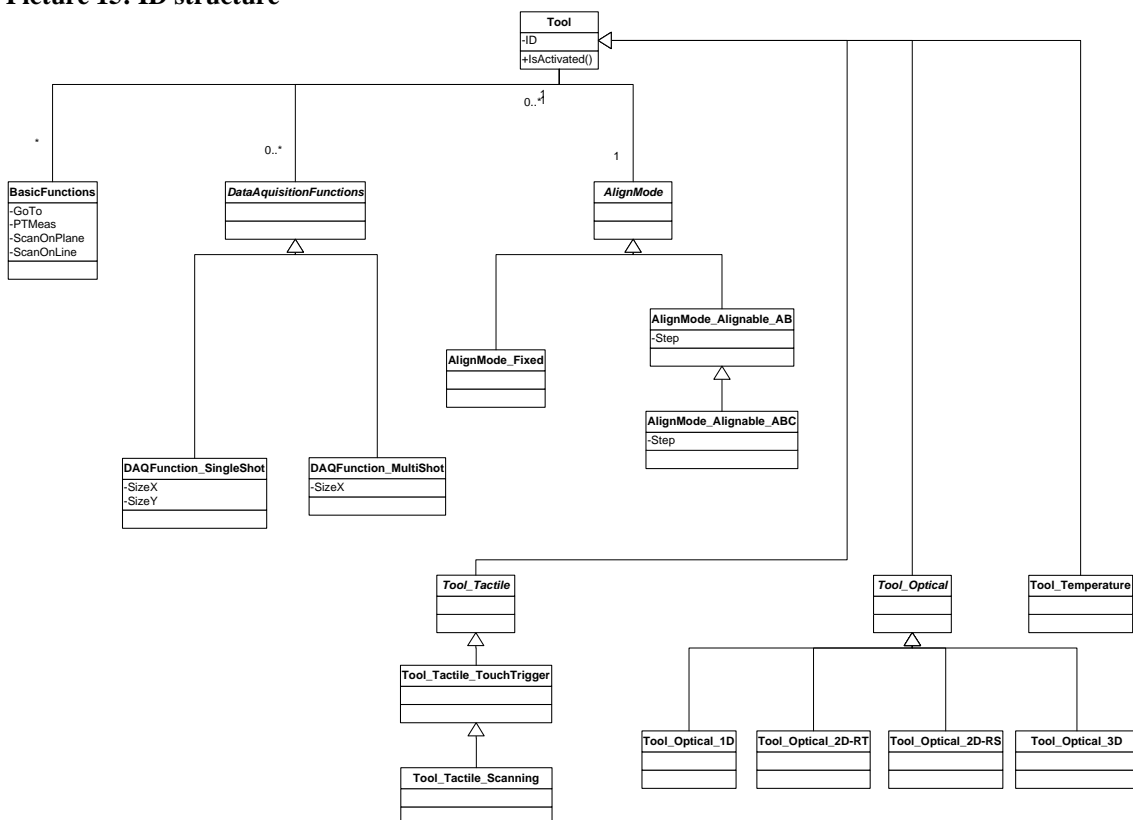 Picture 15: ID structure
Tool
-ID
+IsActivated()
1
0..*1
*
0..*
1
BasicFunctions
-GoTo
-PTMeas
-ScanOnPlane
-ScanOnLine
DataAquisitionFunctions
AlignMode
AlignMode_Fixed
AlignMode_Alignable_AB
-Step
AlignMode_Alignable_ABC
-Step
DAQFunction_SingleShot
-SizeX
-SizeY
DAQFunction_MultiShot
-SizeX
Tool_Tactile
Tool_Optical
Tool_Temperature
Tool_Tactile_TouchTrigger
Tool_Optical_1D
Tool_Optical_2D-RT
Tool_Optical_2D-RS
Tool_Optical_3D
Tool_Tactile_Scanning